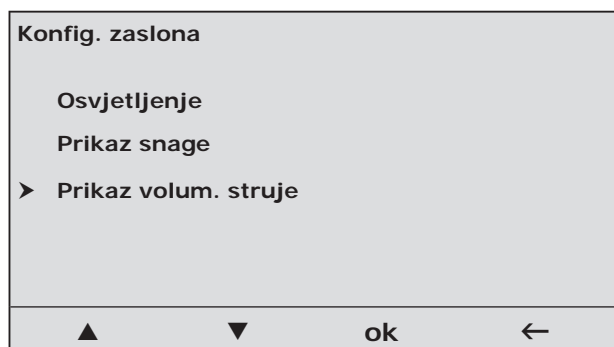 Konfig. zaslona
Osvjetljenje
Prikaz snage
➤ Prikaz volum. struje
▲ ▼ ok ←